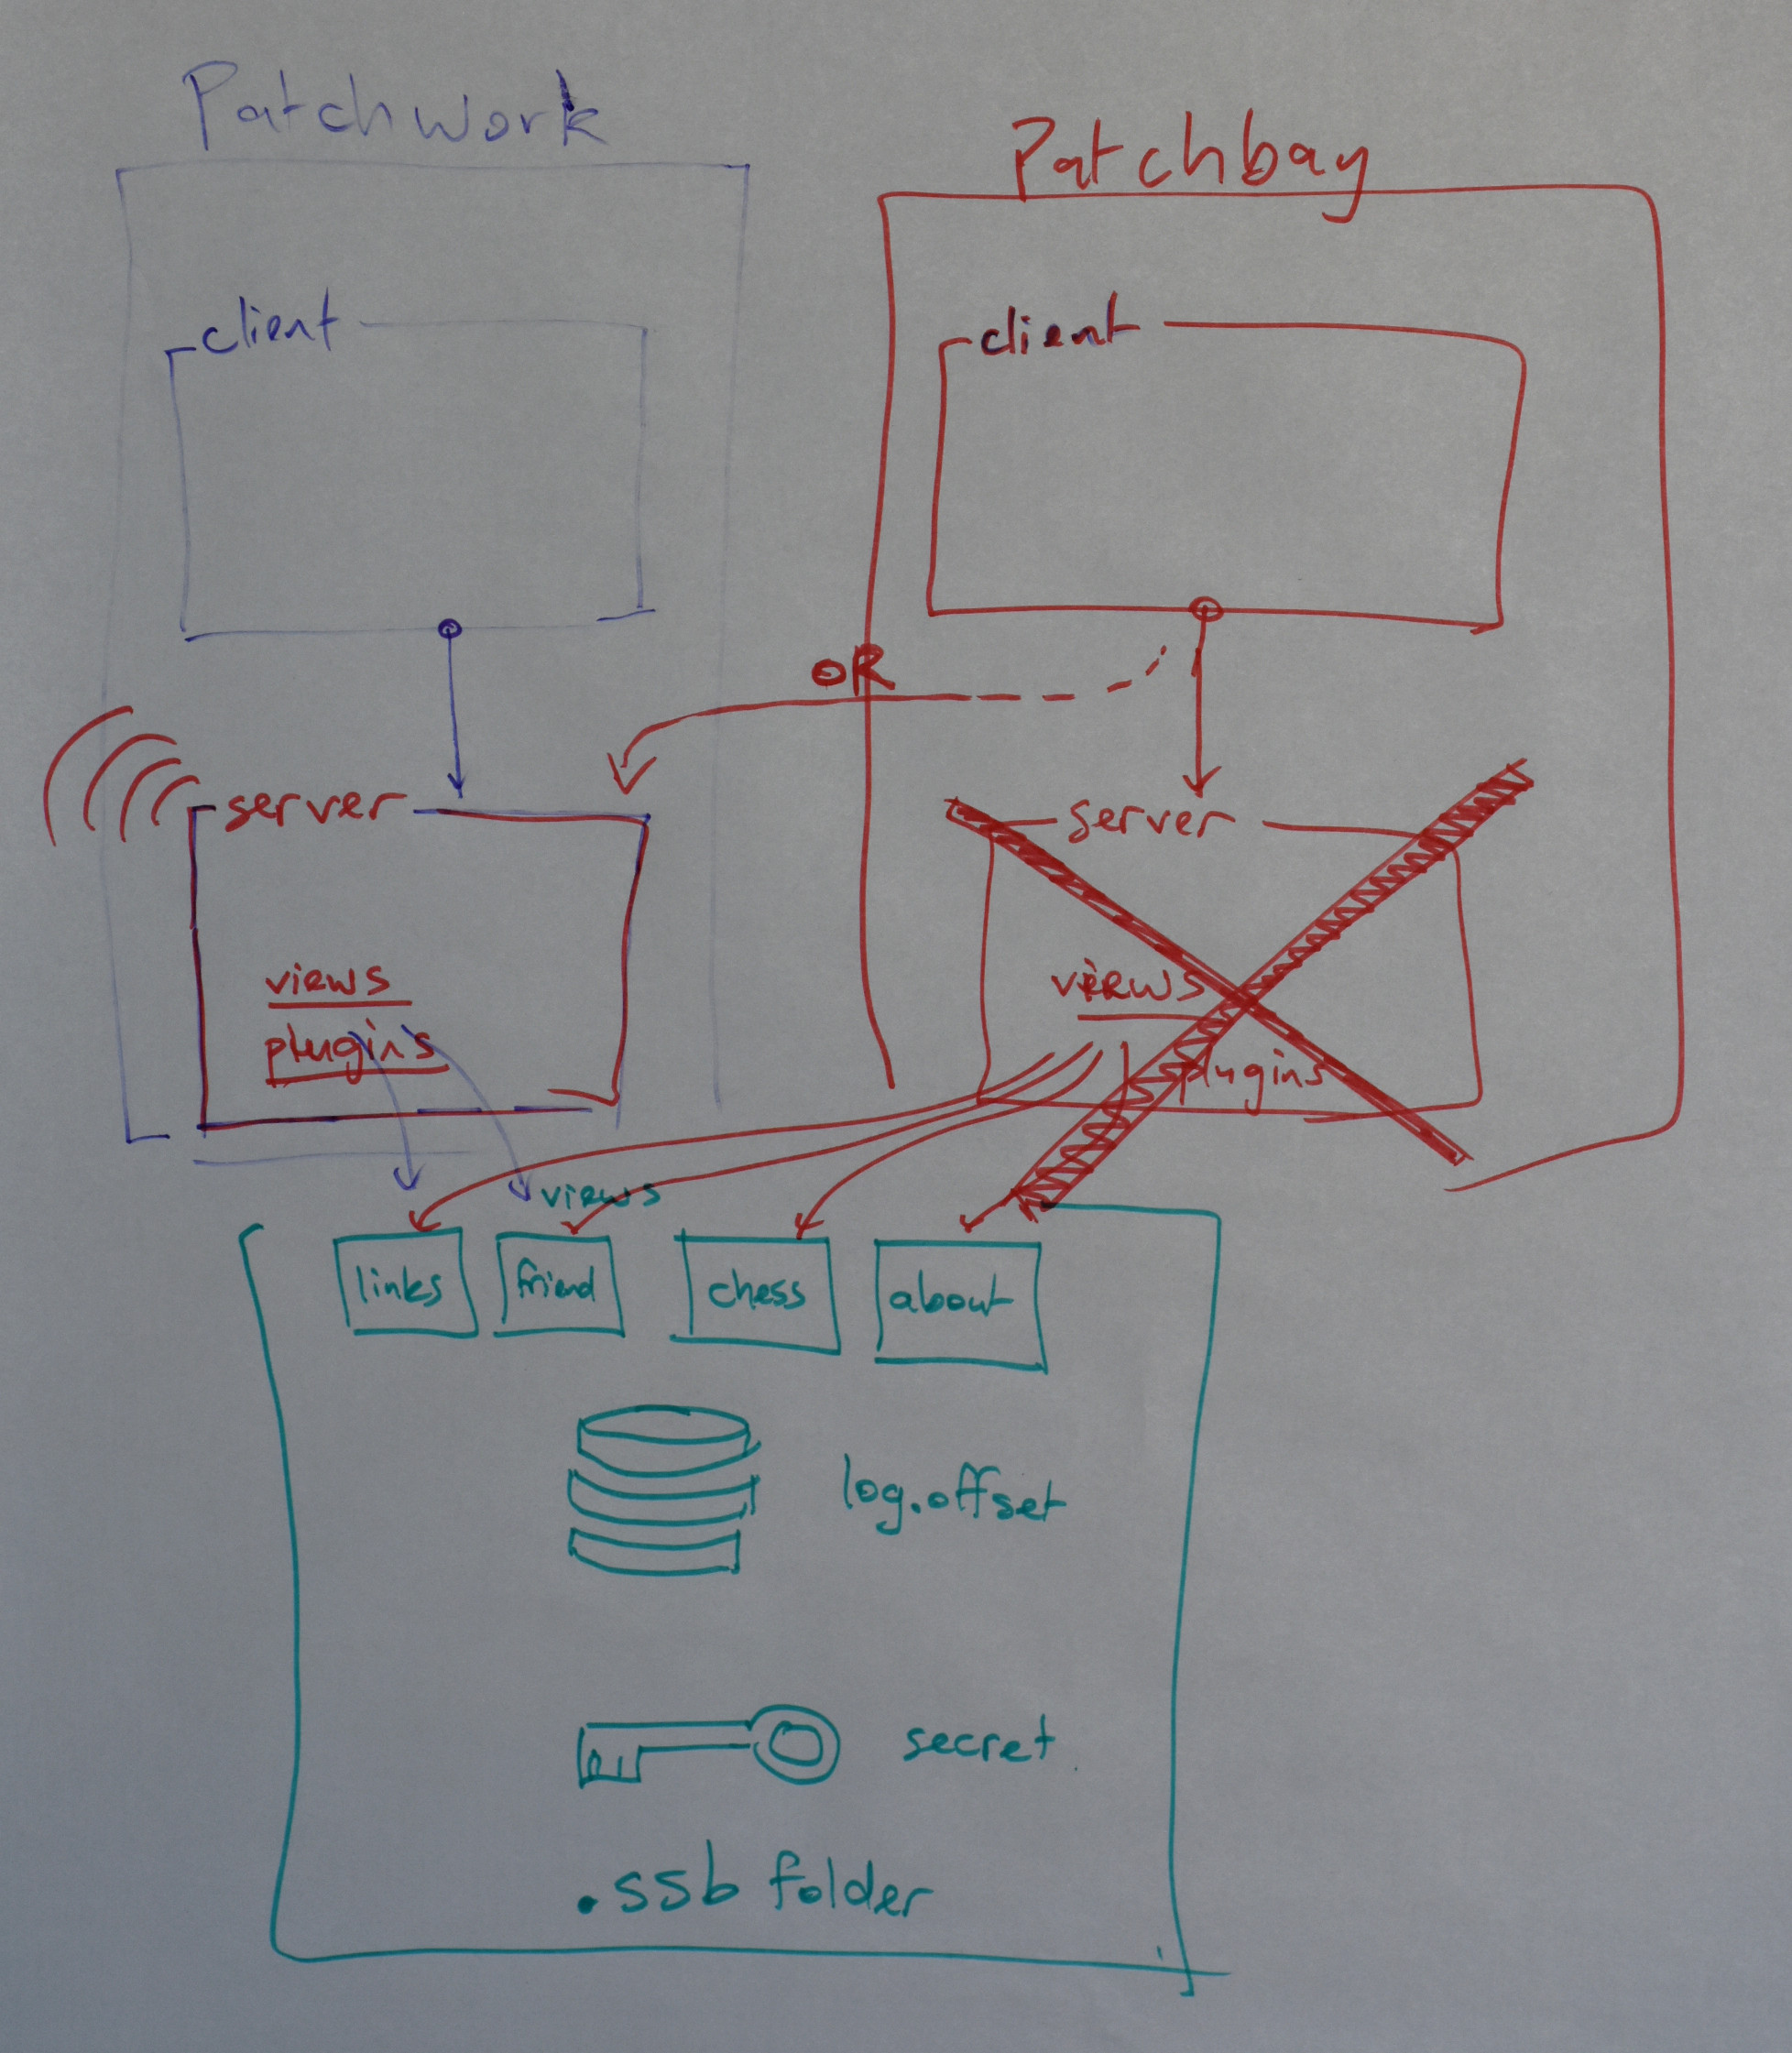 Patchwork
Patchbay
client
client
OR
server
server
views
plugins
views
plugins
views
links
friend
chess
about
log.offset
secret
.ssb folder